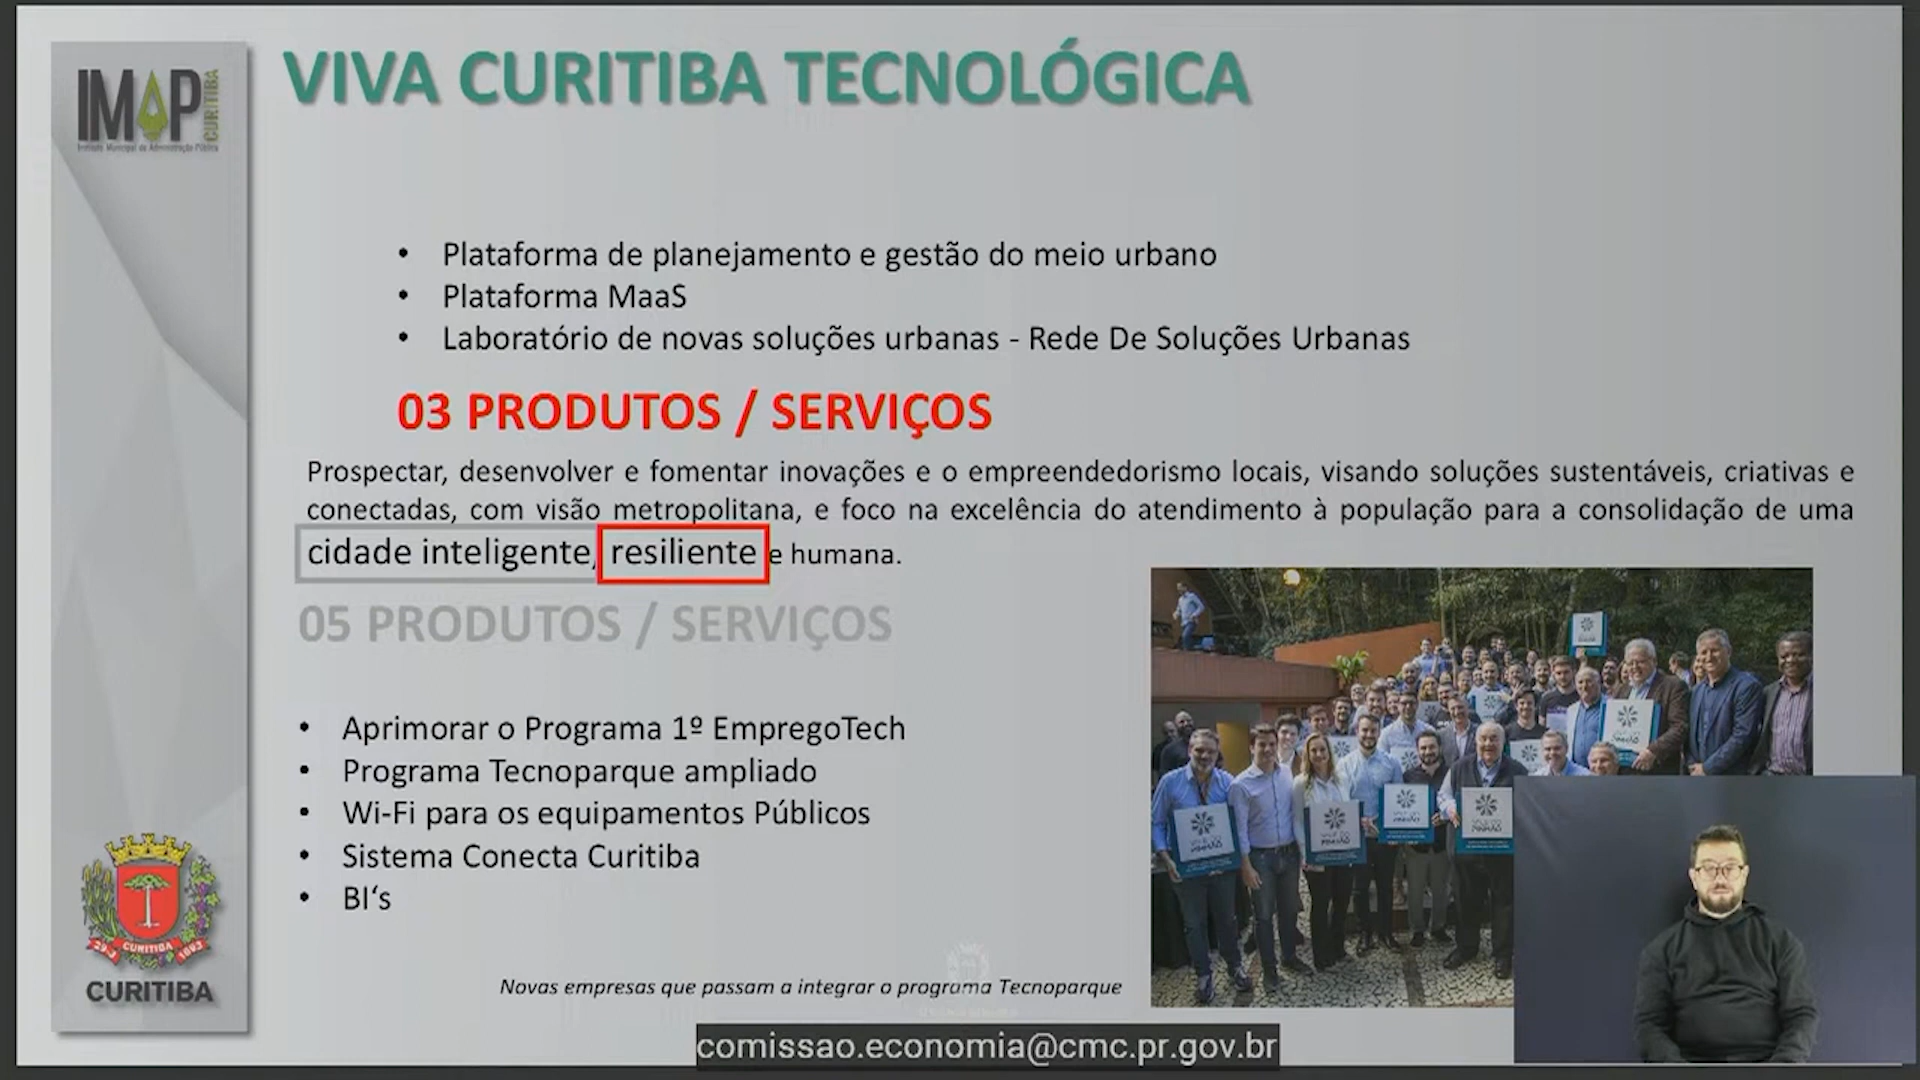 IMAP CURITIBA
Instituto Municipal de Administração Pública
VIVA CURITIBA TECNOLÓGICA
• Plataforma de planejamento e gestão do meio urbano
• Plataforma MaaS
• Laboratório de novas soluções urbanas - Rede De Soluções Urbanas
03 PRODUTOS / SERVIÇOS
Prospectar, desenvolver e fomentar inovações e o empreendedorismo locais, visando soluções sustentáveis, criativas e
conectadas, com visão metropolitana, e foco na excelência do atendimento à população para a consolidação de uma
cidade inteligente, resiliente e humana.
05 PRODUTOS / SERVIÇOS
• Aprimorar o Programa 1º EmpregoTech
• Programa Tecnoparque ampliado
• Wi-Fi para os equipamentos Públicos
• Sistema Conecta Curitiba
• BI‘s
CURITIBA
1693
CURITIBA
Novas empresas que passam a integrar o programa Tecnoparque
comissao.economia@cmc.pr.gov.br